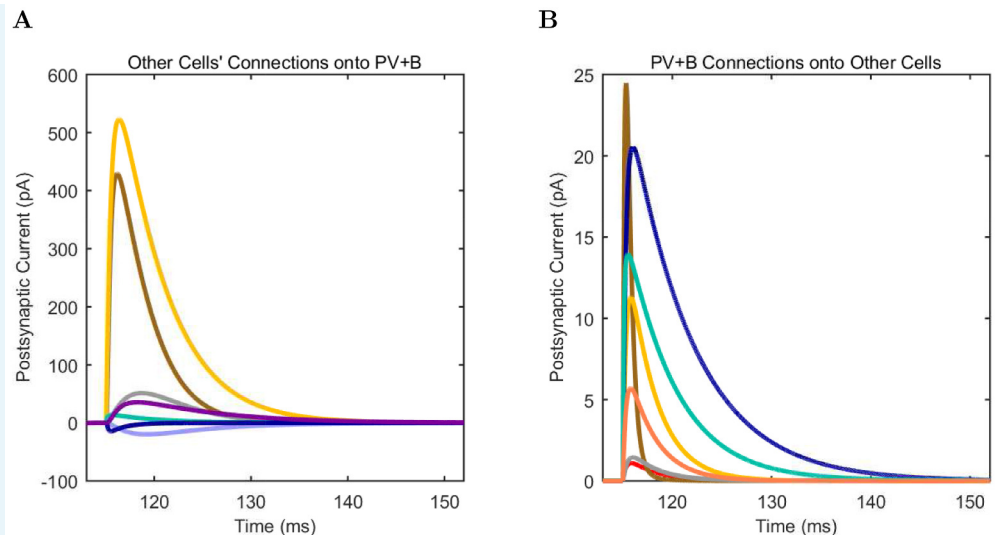 A
Other Cells' Connections onto PV+B
600
500
400
300
200
100
0
-100
Postsynaptic Current (pA)
120
130
140
150
Time (ms)
B
PV+B Connections onto Other Cells
25
20
15
10
5
0
Postsynaptic Current (pA)
120
130
140
150
Time (ms)